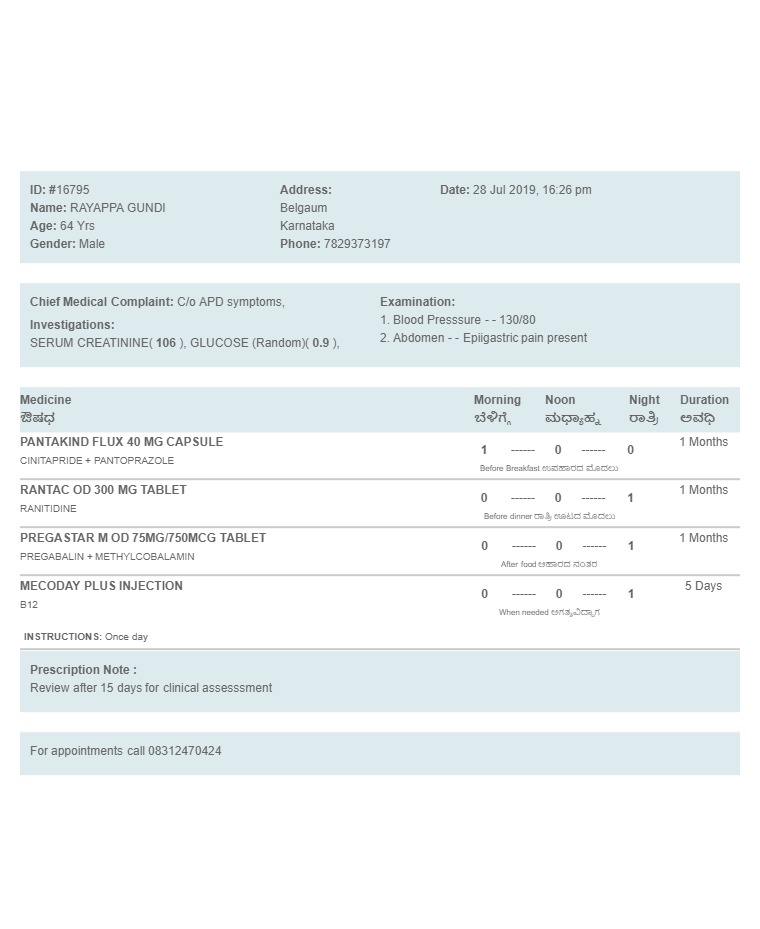 ID: #16795
Name: RAYAPPA GUNDI
Age: 64 Yrs
Gender: Male
Address:
Belgaum
Karnataka
Phone: 7829373197
Date: 28 Jul 2019, 16:26 pm
Chief Medical Complaint: C/o APD symptoms,
Investigations:
SERUM CREATININE( 106 ), GLUCOSE (Random)( 0.9 ),
Examination:
1. Blood Presssure - - 130/80
2. Abdomen - - Epiigastric pain present
Medicine Morning Noon Night Duration
ಔಷಧ ಬೆಳಿಗ್ಗೆ ಮಧ್ಯಾಹ್ನ ರಾತ್ರಿ ಅವಧಿ
PANTAKIND FLUX 40 MG CAPSULE 1 ------ 0 ------ 0 1 Months
CINITAPRIDE + PANTOPRAZOLE
Before Breakfast ಉಪಹಾರದ ಮೊದಲು
RANTAC OD 300 MG TABLET 0 ------ 0 ------ 1 1 Months
RANITIDINE
Before dinner ರಾತ್ರಿ ಊಟದ ಮೊದಲು
PREGASTAR M OD 75MG/750MCG TABLET 0 ------ 0 ------ 1 1 Months
PREGABALIN + METHYLCOBALAMIN
After food ಆಹಾರದ ನಂತರ
MECODAY PLUS INJECTION 0 ------ 0 ------ 1 5 Days
B12
When needed ಅಗತ್ಯವಿದ್ದಾಗ
INSTRUCTIONS: Once day
Prescription Note :
Review after 15 days for clinical assesssment
For appointments call 08312470424